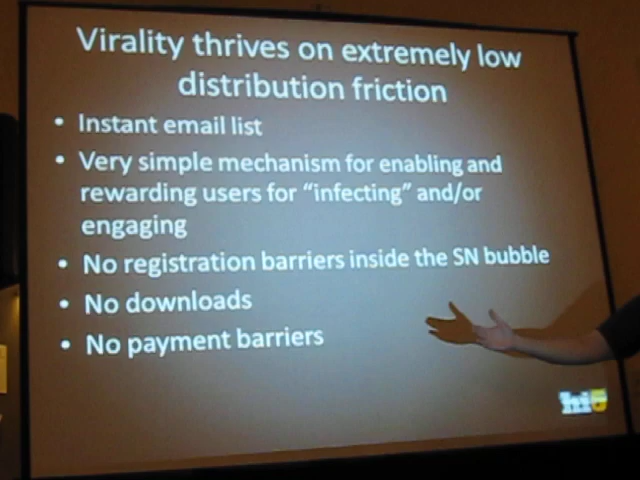 Virality thrives on extremely low
distribution friction
• Instant email list
• Very simple mechanism for enabling and
rewarding users for “infecting” and/or
engaging
• No registration barriers inside the SN bubble
• No downloads
• No payment barriers
hi5